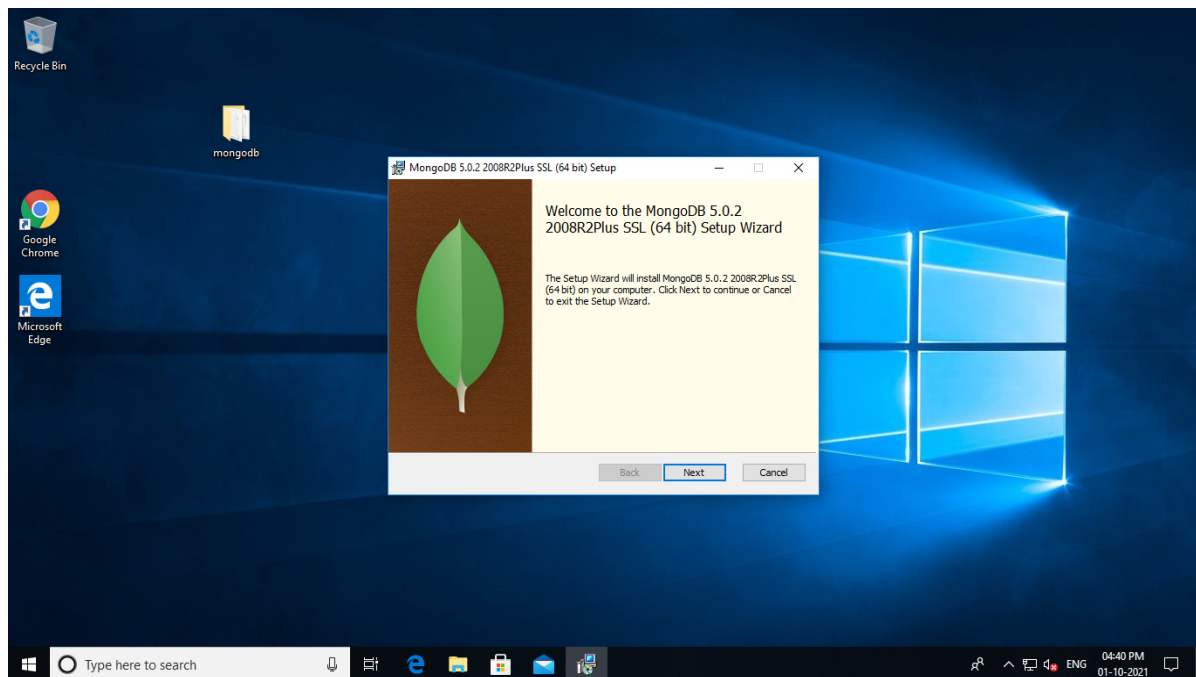 Recycle Bin
mongodb
Google
Chrome
Microsoft
Edge
MongoDB 5.0.2 2008R2Plus SSL (64 bit) Setup
Welcome to the MongoDB 5.0.2
2008R2Plus SSL (64 bit) Setup Wizard
The Setup Wizard will install MongoDB 5.0.2 2008R2Plus SSL
(64 bit) on your computer. Click Next to continue or Cancel
to exit the Setup Wizard.
Back Next Cancel
Type here to search
ENG
04:40 PM
01-10-2021